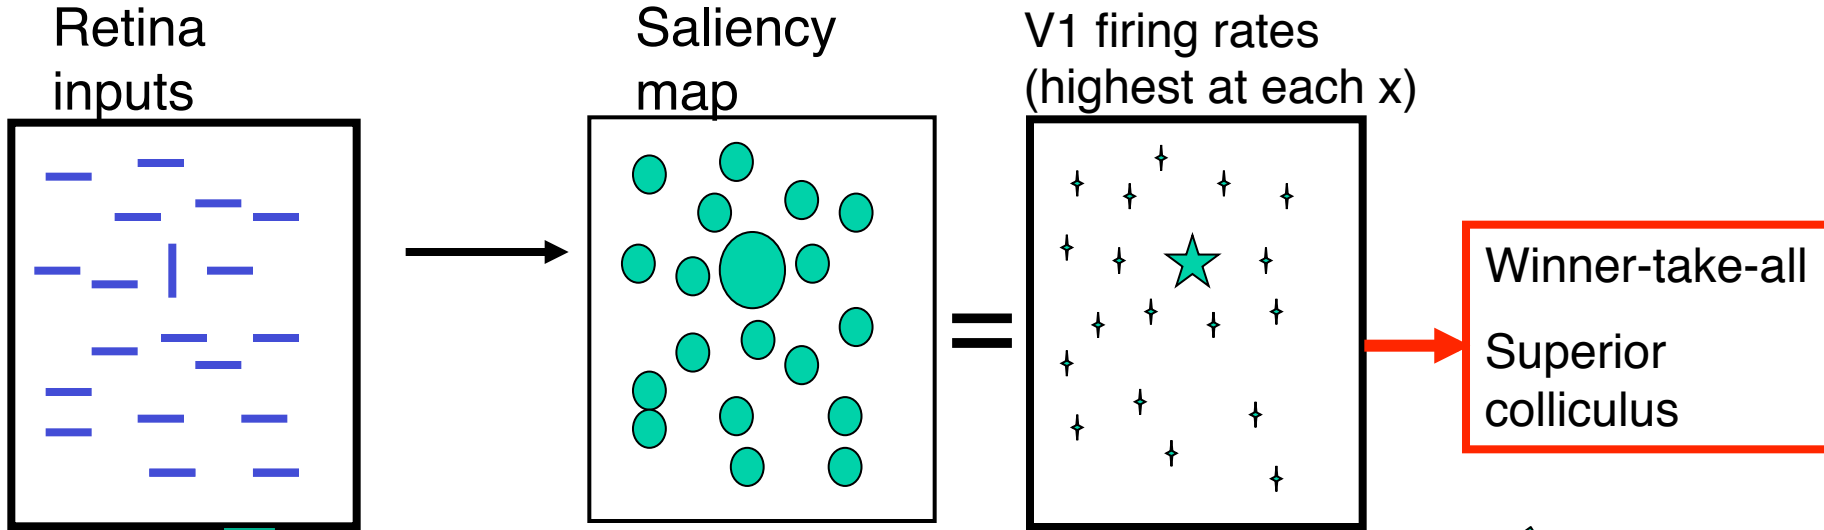 Retina
inputs
Saliency
map
V1 firing rates
(highest at each x)
=
Winner-take-all
Superior
colliculus